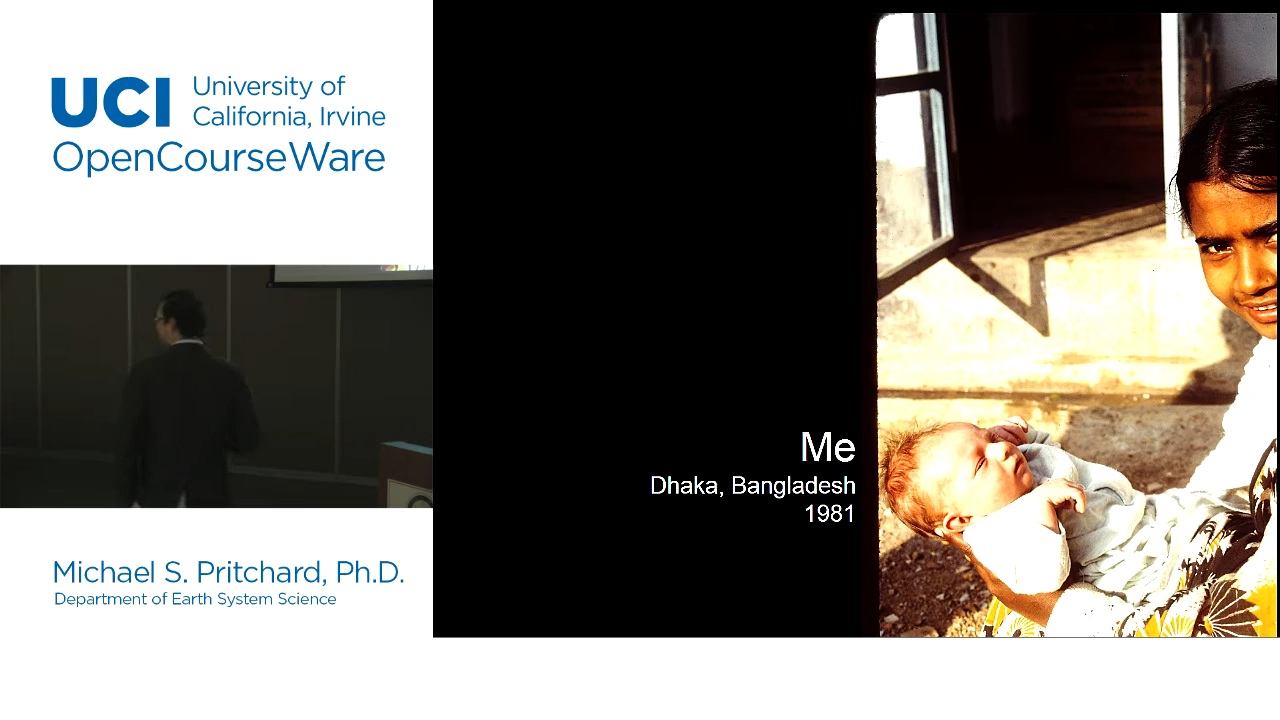 UCI University of
California, Irvine
OpenCourseWare
Me
Dhaka, Bangladesh
1981
Michael S. Pritchard, Ph.D.
Department of Earth System Science